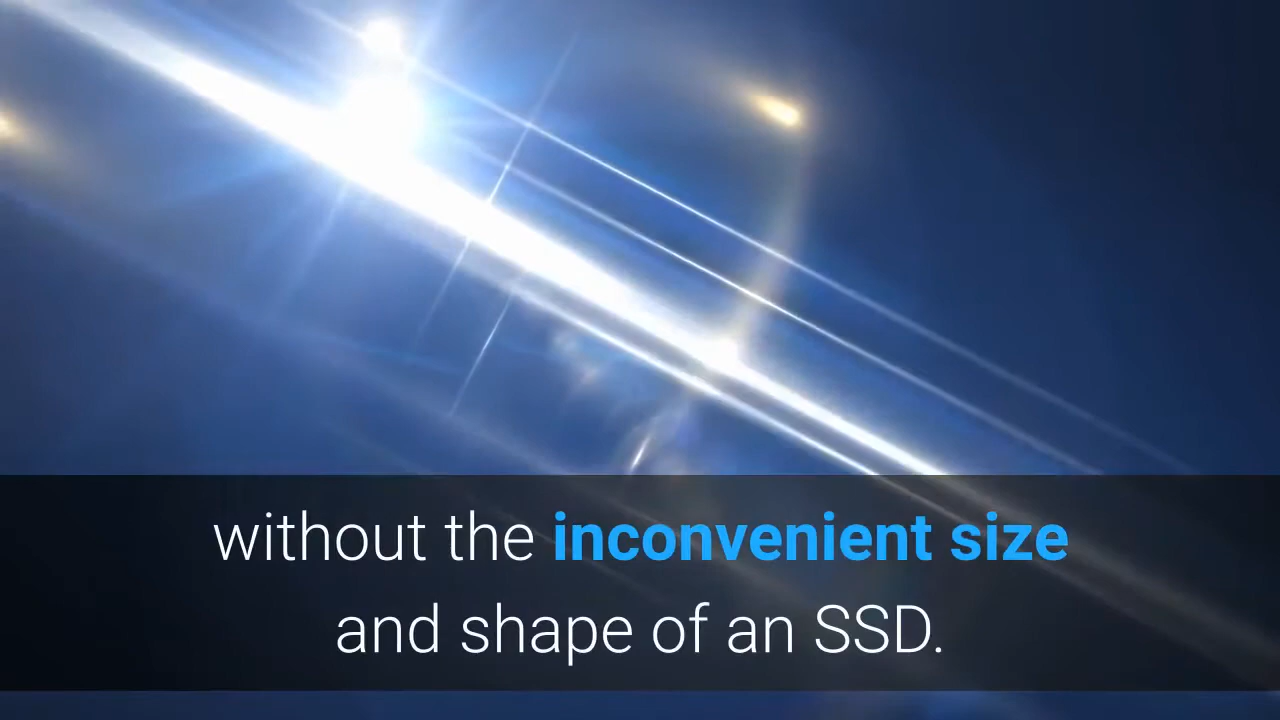 without the inconvenient size
and shape of an SSD.